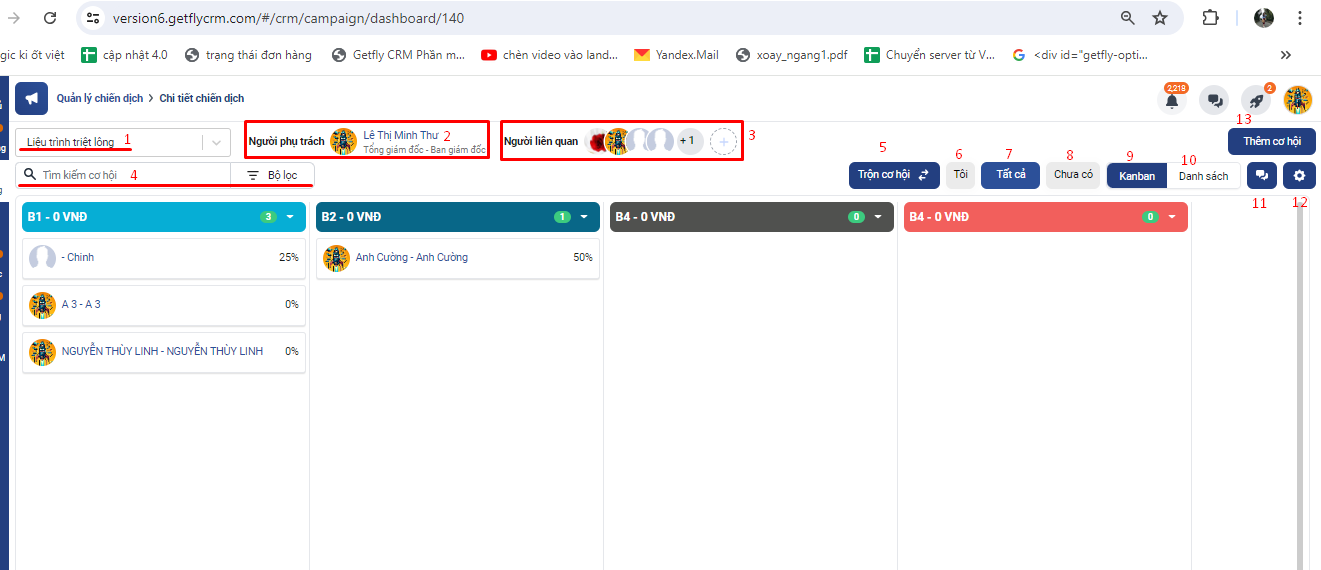 version6.getflycrm.com/#/crm/campaign/dashboard/140
gic ki ốt việt cập nhật 4.0 trạng thái đơn hàng Getfly CRM Phần m... chèn video vào land... Yandex.Mail xoay_ngang1.pdf Chuyển server từ V... <div id="getfly-opti... »
Quản lý chiến dịch > Chi tiết chiến dịch
2,219 2
13
Liệu trình triệt lông 1 Người phụ trách Lê Thị Minh Thư 2 Người liên quan +1 3 Thêm cơ hội
Tổng giám đốc - Ban giám đốc
5 6 7 8 9 10
Tìm kiếm cơ hội 4 Bộ lọc Trộn cơ hội Tôi Tất cả Chưa có Kanban Danh sách
11 12
B1 - 0 VNĐ 3 B2 - 0 VNĐ 1 B4 - 0 VNĐ 0 B4 - 0 VNĐ 0
- Chinh 25% Anh Cường - Anh Cường 50%
A 3 - A 3 0%
NGUYỄN THÙY LINH - NGUYỄN THÙY LINH 0%